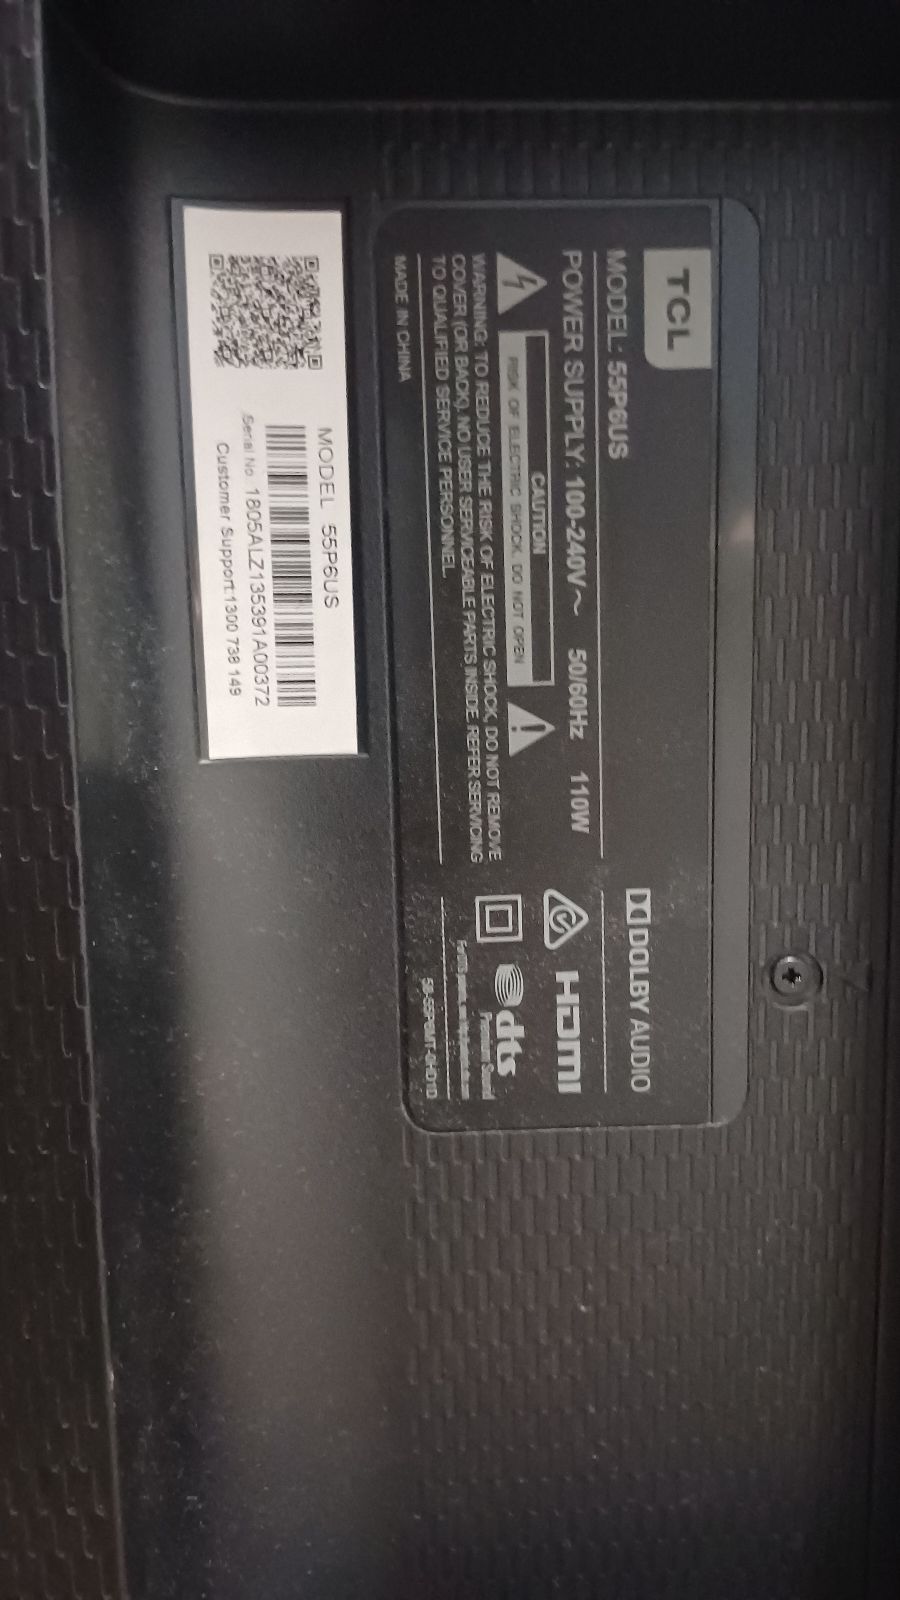 TCL
MODEL: 55P6US
POWER SUPPLY: 100-240V～ 50/60Hz 110W
CAUTION
RISK OF ELECTRIC SHOCK. DO NOT OPEN
WARNING: TO REDUCE THE RISK OF ELECTRIC SHOCK, DO NOT REMOVE
COVER (OR BACK). NO USER SERVICEABLE PARTS INSIDE. REFER SERVICING
TO QUALIFIED SERVICE PERSONNEL.
MADE IN CHINA
DOLBY AUDIO
HDMI
dts
Premium Sound
MODEL 55P6US
Serial No. 1805ALZ135391A00372
Customer Support:1300 738 149